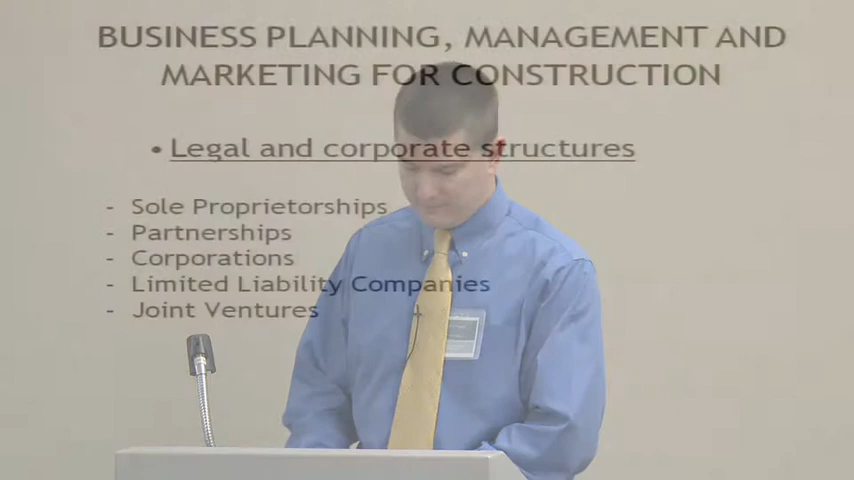 BUSINESS PLANNING, MANAGEMENT AND
MARKETING FOR CONSTRUCTION
• Legal and corporate structures
- Sole Proprietorships
- Partnerships
- Corporations
- Limited Liability Companies
- Joint Ventures